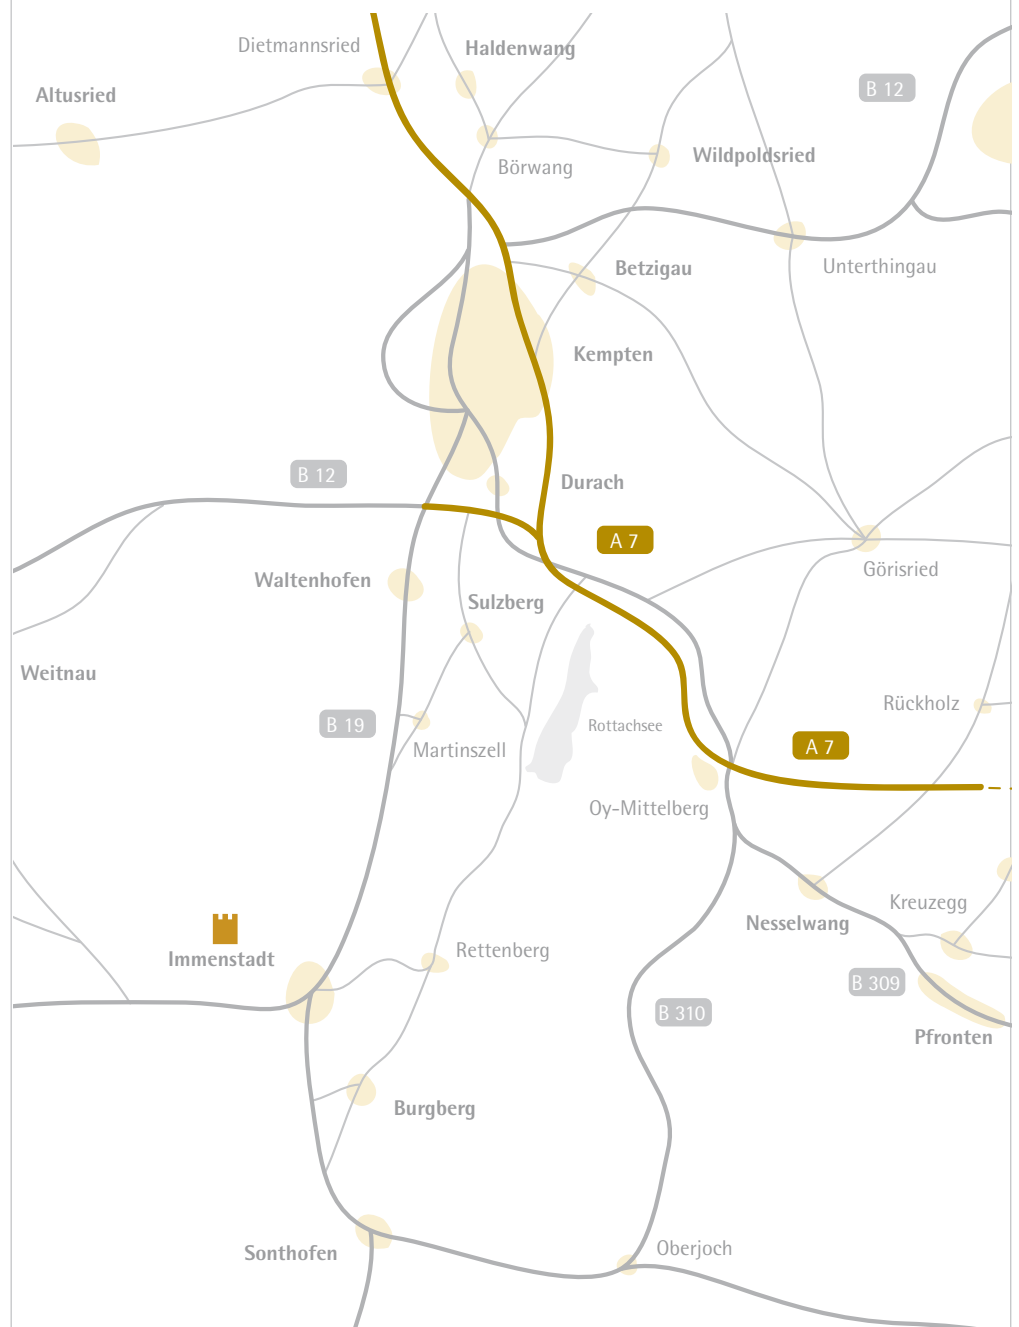 Dietmannsried
Haldenwang
B 12
Altusried
Börwang
Wildpoldsried
Betzigau
Unterthingau
Kempten
B 12
Durach
A 7
Görisried
Waltenhofen
Sulzberg
Weitnau
Rückholz
B 19
Rottachsee
Martinszell
A 7
Oy-Mittelberg
Kreuzegg
Nesselwang
Immenstadt
Rettenberg
B 309
B 310
Pfronten
Burgberg
Sonthofen
Oberjoch